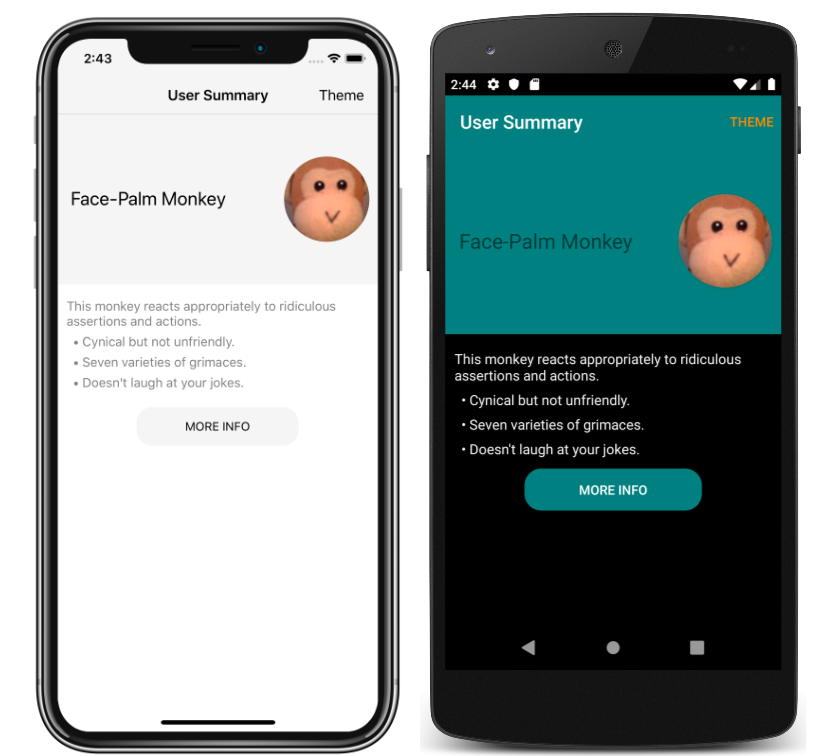 2:43
User Summary Theme
Face-Palm Monkey
This monkey reacts appropriately to ridiculous
assertions and actions.
• Cynical but not unfriendly.
• Seven varieties of grimaces.
• Doesn't laugh at your jokes.
MORE INFO
2:44
User Summary THEME
Face-Palm Monkey
This monkey reacts appropriately to ridiculous
assertions and actions.
• Cynical but not unfriendly.
• Seven varieties of grimaces.
• Doesn't laugh at your jokes.
MORE INFO